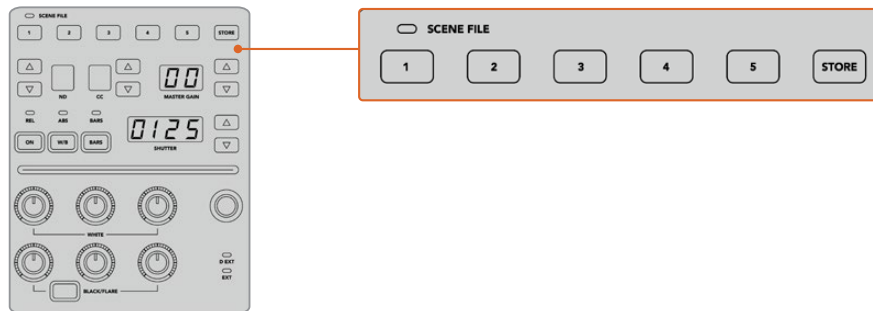 SCENE FILE
1 2 3 4 5 STORE
ND CC 00
MASTER GAIN
REL ABS BARS
ON W/B BARS
0125
SHUTTER
WHITE
D EXT
EXT
BLACK/FLARE
SCENE FILE
1 2 3 4 5 STORE